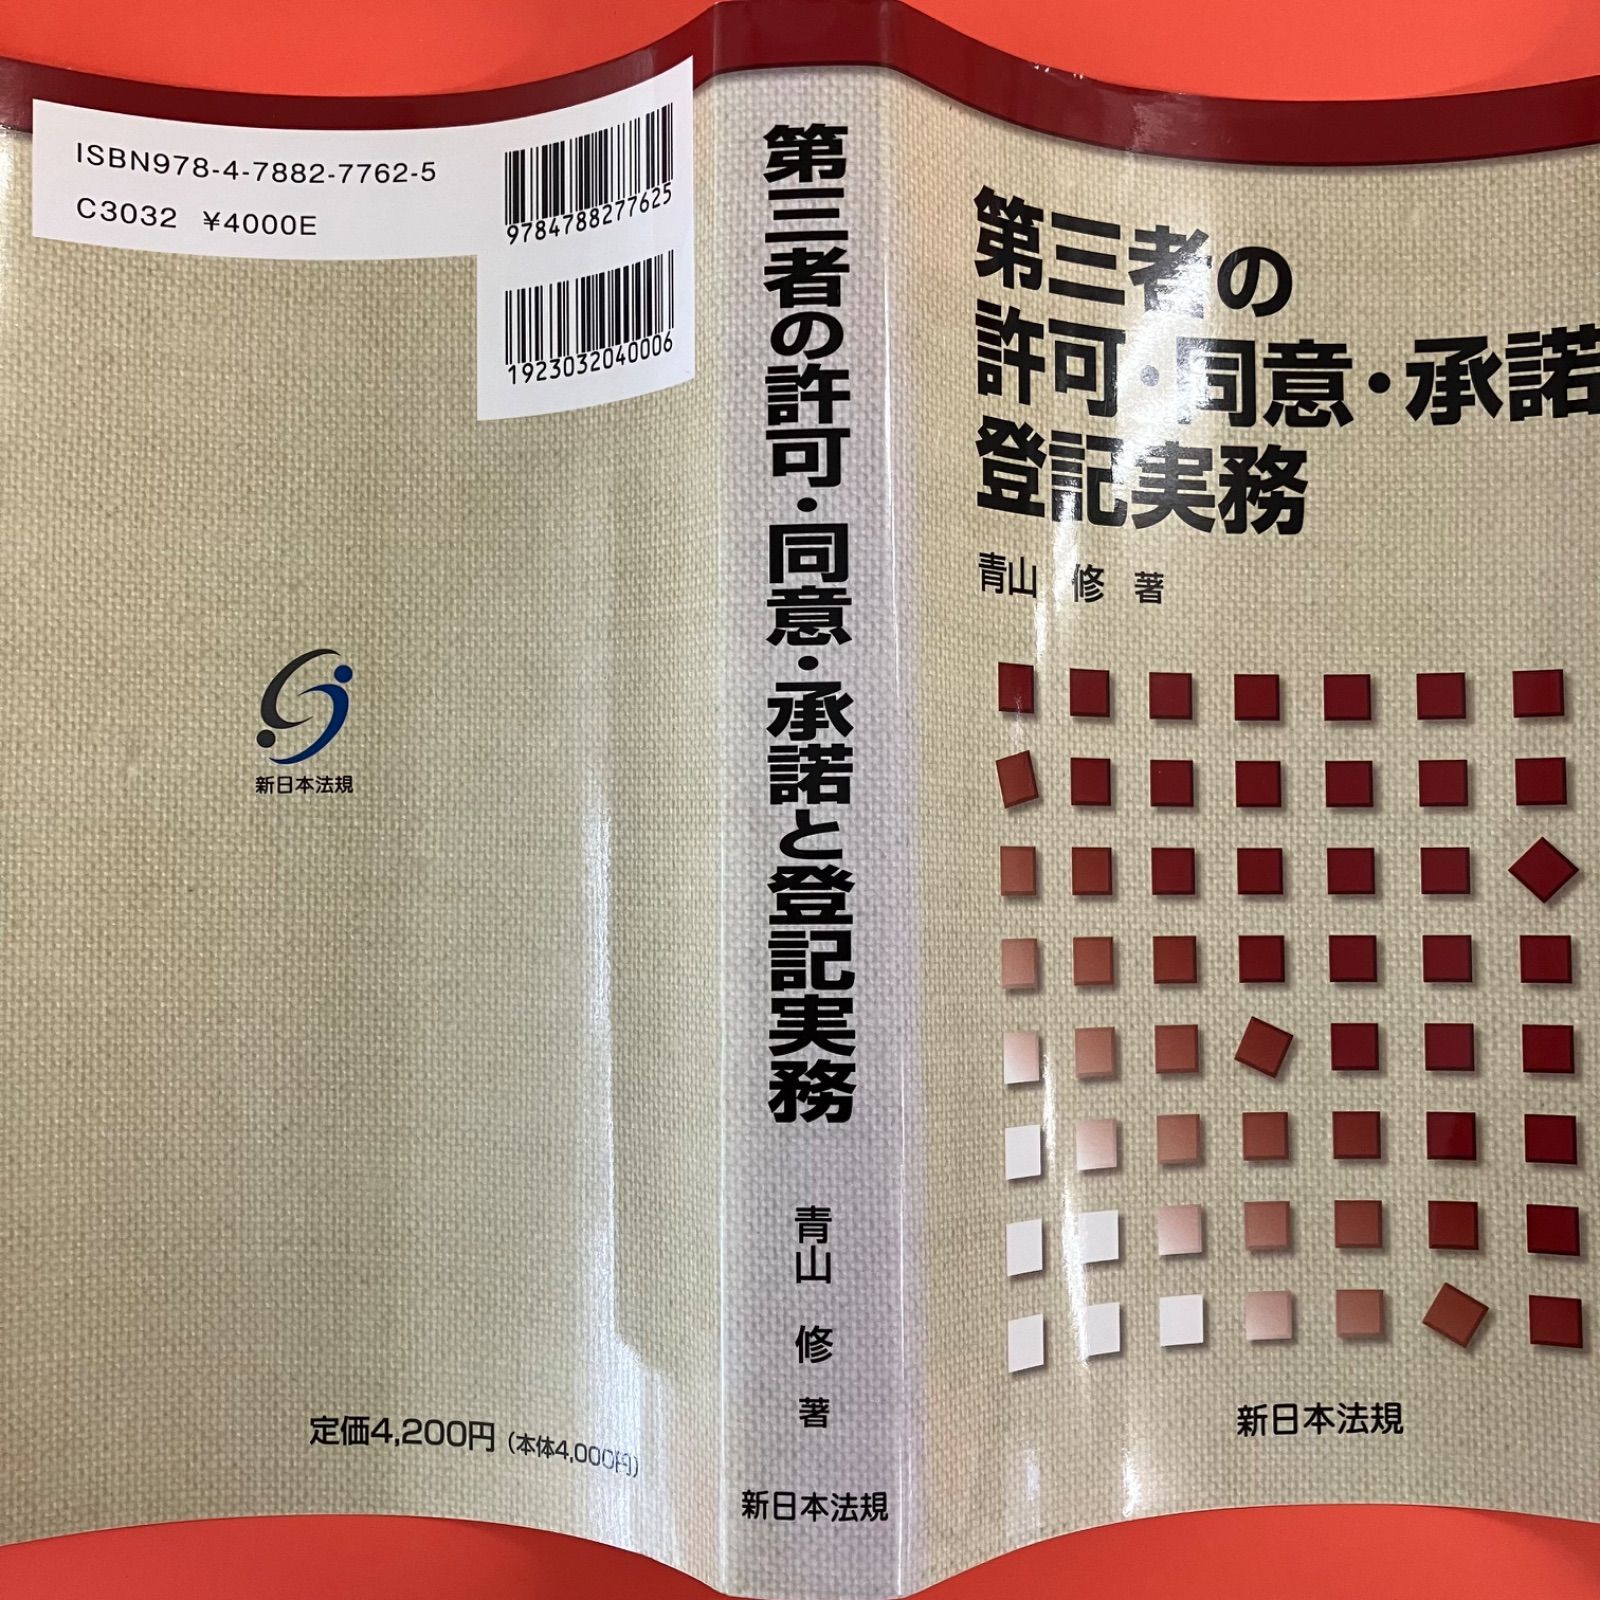 ISBN978-4-7882-7762-5
C3032 ¥4000E
9784788277625
1923032040006
新日本法規
定価4,200円(本体4,000円)
第三者の許可・同意・承諾と登記実務
青山 修 著
新日本法規
第三者の
許可・同意・承諾
登記実務
青山 修 著
新日本法規